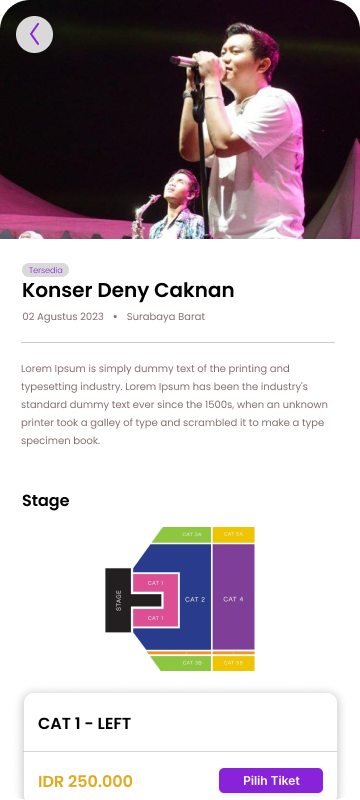 Tersedia
Konser Deny Caknan
02 Agustus 2023 • Surabaya Barat
Lorem Ipsum is simply dummy text of the printing and
typesetting industry. Lorem Ipsum has been the industry's
standard dummy text ever since the 1500s, when an unknown
printer took a galley of type and scrambled it to make a type
specimen book.
Stage
CAT 3A
CAT 5A
STAGE
CAT 1
CAT 1
CAT 2
CAT 4
CAT 3B
CAT 5B
CAT 1 - LEFT
IDR 250.000
Pilih Tiket